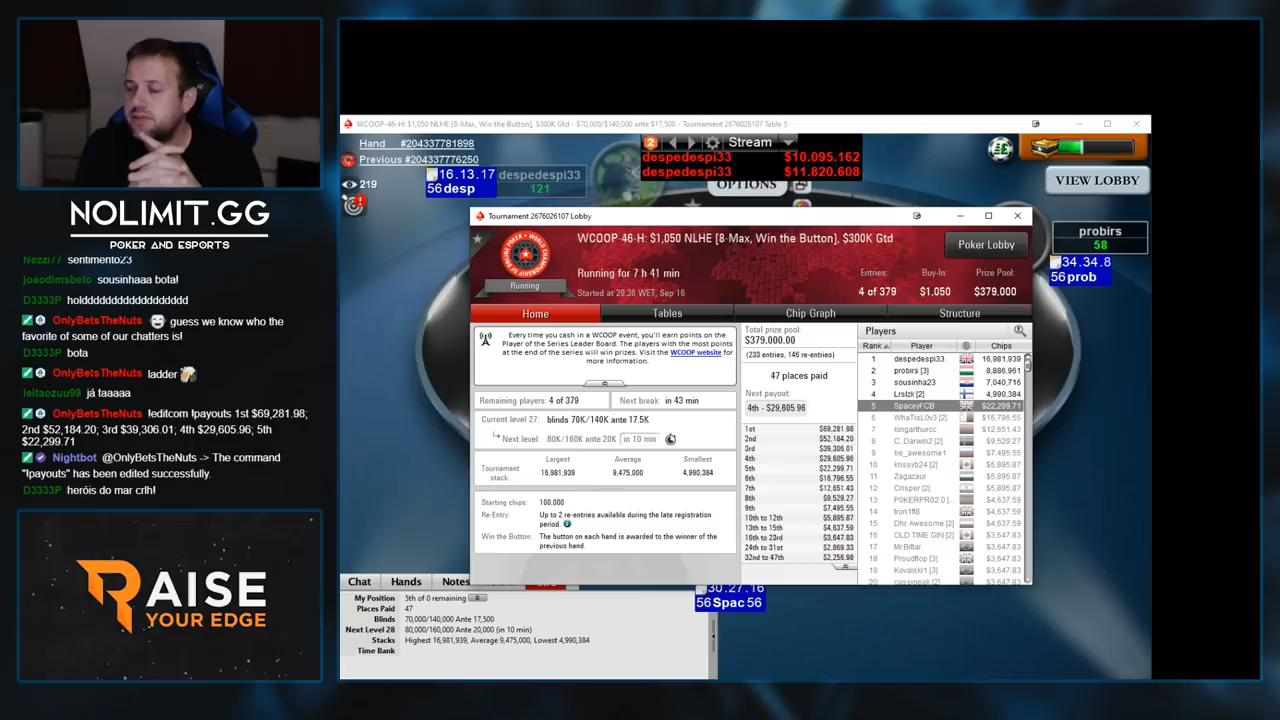 NOLIMIT.GG
POKER AND ESPORTS
Nezzi77 sentimento23
joaodimsbelo sousinhaaa bota!
D3333P holddddddddddddddddddd
OnlyBetsTheNuts guess we know who the
favorite of some of our chatters is!
D3333P bota
OnlyBetsTheNuts ladder
leitaozuu99 já taaaaa
OnlyBetsTheNuts !editcom !payouts 1st $69,281.98;
2nd $52,184.20; 3rd $39,306.01; 4th $29,605.96; 5th
$22,299.71
Nightbot @OnlyBetsTheNuts -> The command
"!payouts" has been edited successfully.
D3333P heróis do mar crlh!
RAISE
YOUR EDGE
WCOOP-46-H: $1,050 NLHE [8-Max, Win the Button], $300K Gtd - $70,000/$140,000 ante $17,500 - Tournament 2676026107 Table 5
Hand #204337781898
Previous #204337776250
219
16.13.17
56 desp
despedespi33
121
2
Stream
despedespi33 $10.095.162
despedespi33 $11.820.608
OPTIONS
VIEW LOBBY
probirs
58
34.34.8
56 prob
Tournament 2676026107 Lobby
WCOOP-46-H: $1,050 NLHE [8-Max, Win the Button], $300K Gtd
Poker Lobby
Running
Running for 7 h 41 min
Started at 20:30 WET, Sep 16
Entries: Buy-In: Prize Pool:
4 of 379 $1,050 $379.000
Home Tables Chip Graph Structure
Every time you cash in a WCOOP event, you'll earn points on the
Player of the Series Leader Board. The players with the most points
at the end of the series will win prizes. Visit the WCOOP website for
more information.
Remaining players: 4 of 379 Next break: in 43 min
Current level 27: blinds 70K/140K ante 17.5K
Next level: 80K/160K ante 20K in 10 min
Tournament
stack:
Largest Average Smallest
16,981,939 9,475,000 4,990,384
Starting chips: 100,000
Re-Entry: Up to 2 re-entries available during the late registration
period.
Win the Button: The button on each hand is awarded to the winner of the
previous hand.
Total prize pool:
$379.000.00
(233 entries, 146 re-entries)
47 places paid
Next payout:
4th - $29,605.96
1st $69,281.98
2nd $52,184.20
3rd $39,306.01
4th $29,605.96
5th $22,299.71
6th $16,796.55
7th $12,651.43
8th $9,529.27
9th $7,495.55
10th to 12th $5,895.87
13th to 15th $4,637.59
16th to 23rd $3,647.83
24th to 31st $2,869.33
32nd to 47th $2,256.98
Players
Rank Player Chips
1 despedespi33 16,981,939
2 probirs [3] 8,886,961
3 sousinha23 7,040,716
4 Lrslzk [2] 4,990,384
5 SpaceyFCB $22,299.71
6 WhaTisL0v3 [2] $16,796.55
7 kingarthurcc $12,651.43
8 C. Darwin2 [2] $9,529.27
9 be_awesome1 $7,495.55
10 krissyb24 [2] $5,895.87
11 Zagazaur $5,895.87
12 Crisper [2] $5,895.87
13 P0KERPR02.0 [... $4,637.59
14 tron1ff8 $4,637.59
15 Dhr. Awesome [2] $4,637.59
16 OLD TIME GIN [2] $3,647.83
17 Mr.Bittar $3,647.83
18 Proudflop [3] $3,647.83
19 Kovalski1 [3] $3,647.83
20 cassiopak [2] $3,647.83
Chat Hands Notes
My Position 5th of 0 remaining
Places Paid 47
Blinds 70,000/140,000 Ante 17,500
Next Level 28 80,000/160,000 Ante 20,000 (in 10 min)
Stacks Highest 16,981,939, Average 9,475,000, Lowest 4,990,384
Time Bank
30.27.16
56 Spac 56